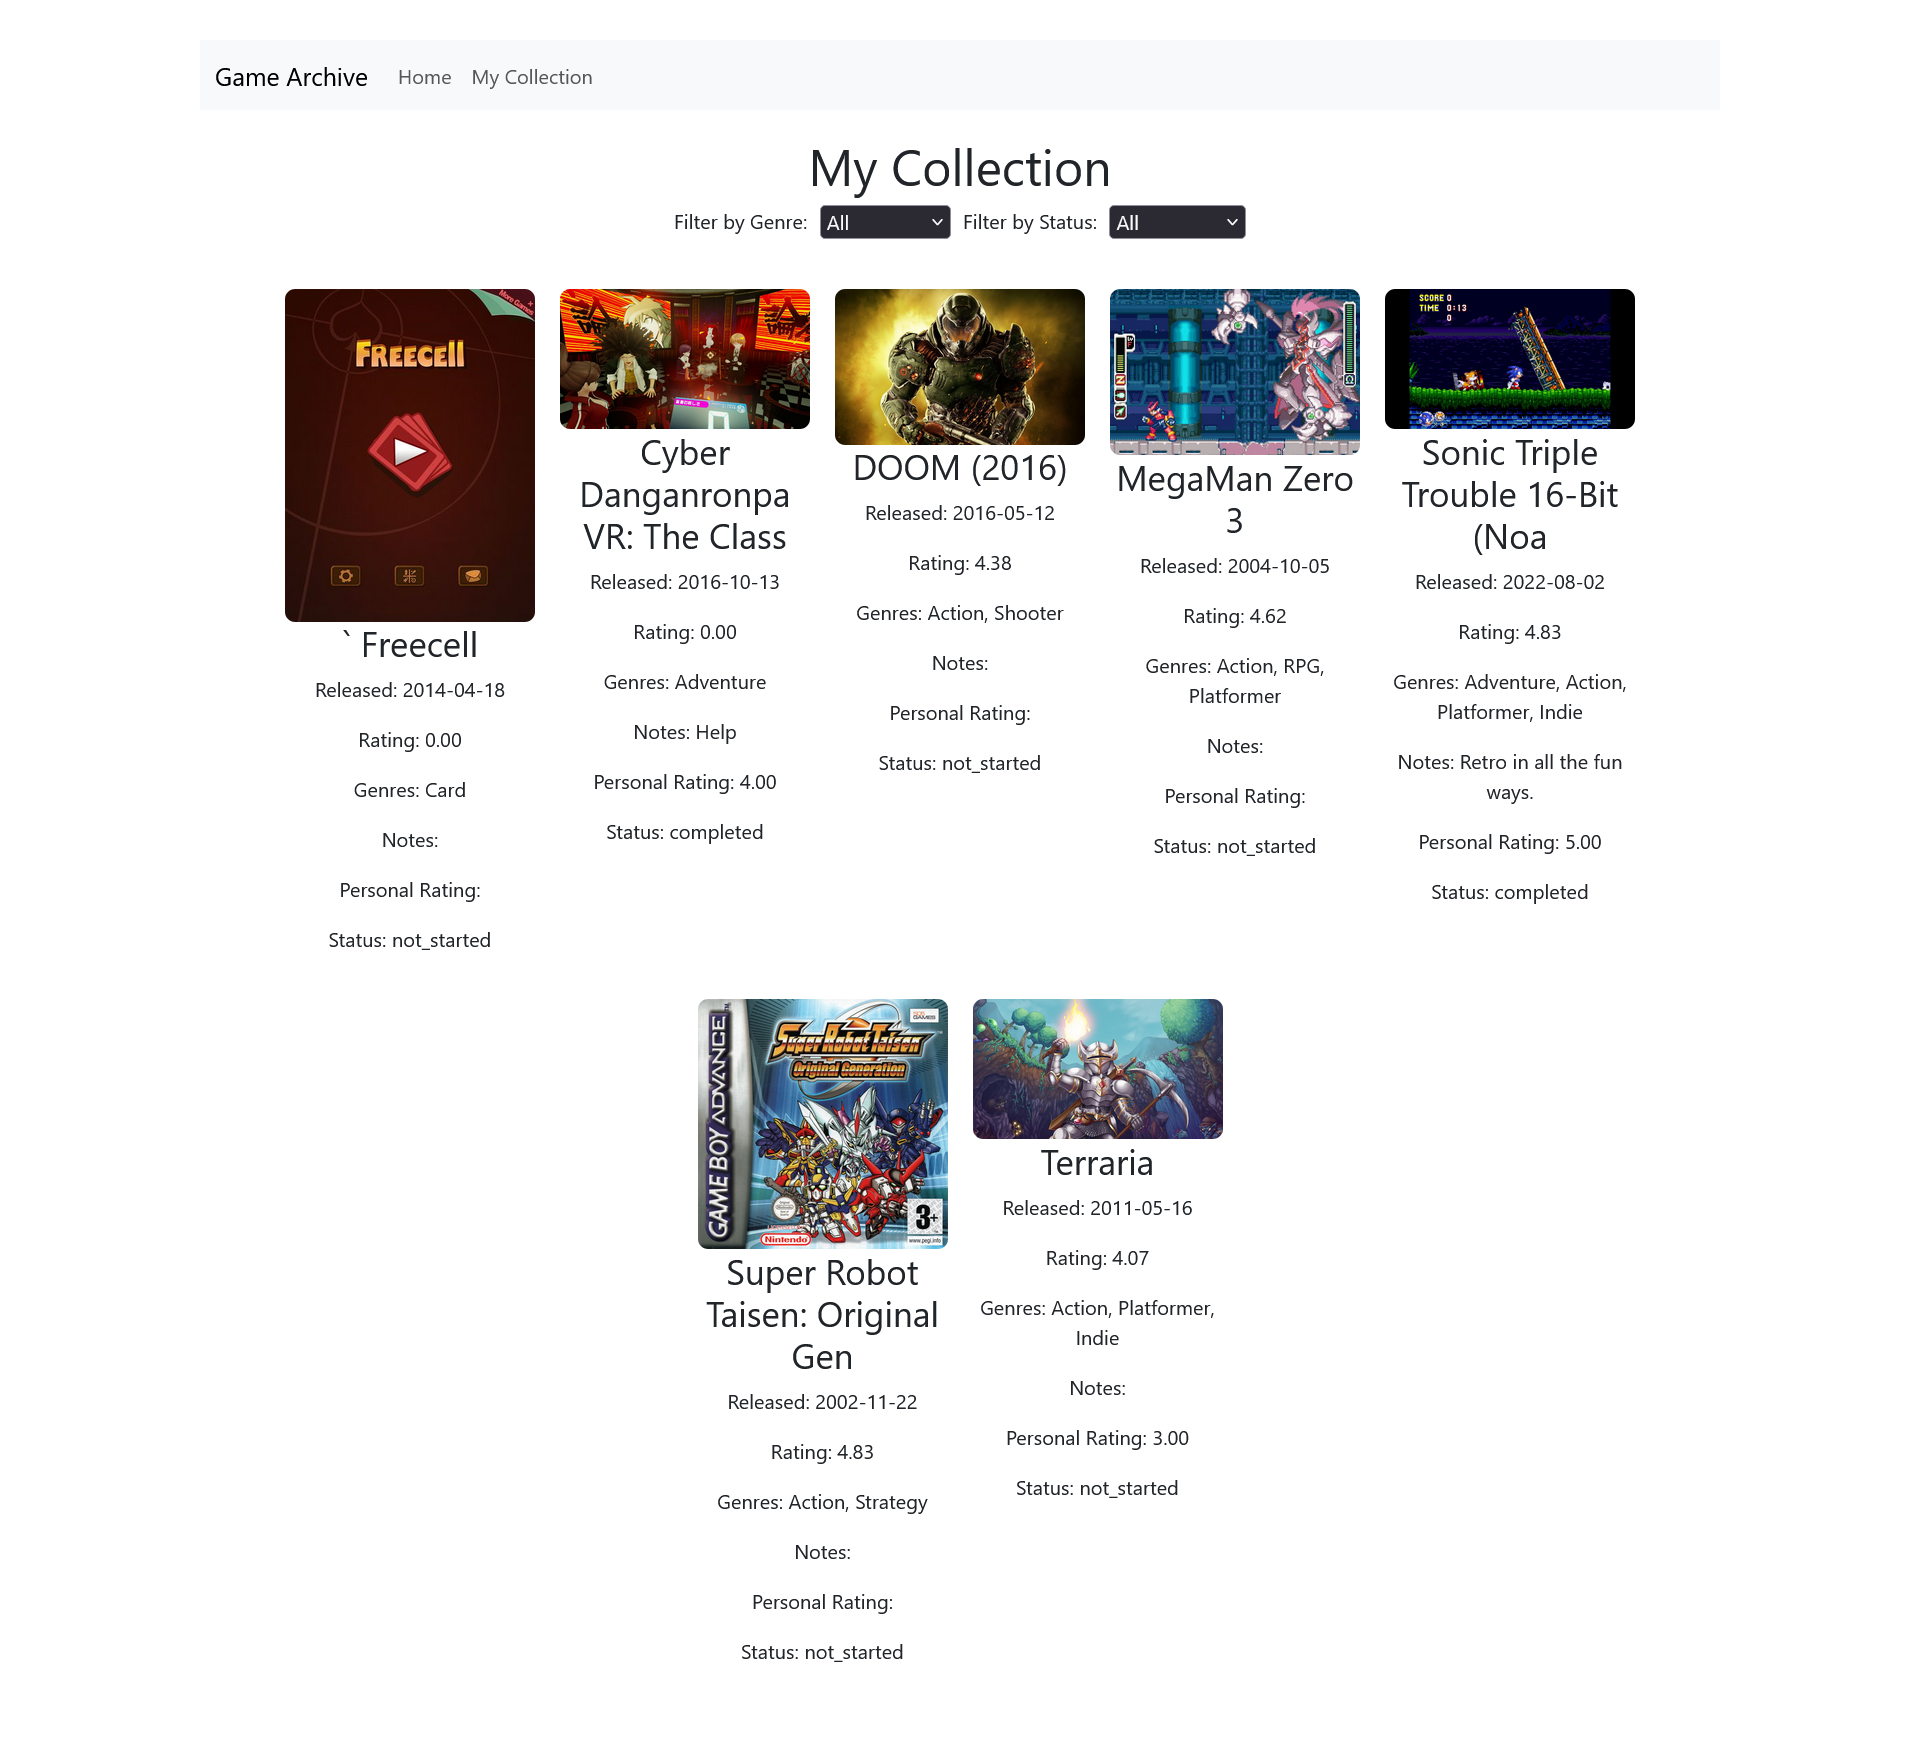 Game Archive Home My Collection
My Collection
Filter by Genre: All Filter by Status: All
More Games
FREECELL
` Freecell
Released: 2014-04-18
Rating: 0.00
Genres: Card
Notes:
Personal Rating:
Status: not_started
Cyber
Danganronpa
VR: The Class
Released: 2016-10-13
Rating: 0.00
Genres: Adventure
Notes: Help
Personal Rating: 4.00
Status: completed
DOOM (2016)
Released: 2016-05-12
Rating: 4.38
Genres: Action, Shooter
Notes:
Personal Rating:
Status: not_started
MegaMan Zero
3
Released: 2004-10-05
Rating: 4.62
Genres: Action, RPG,
Platformer
Notes:
Personal Rating:
Status: not_started
SCORE 0
TIME 0:13
0
Sonic Triple
Trouble 16-Bit
(Noa
Released: 2022-08-02
Rating: 4.83
Genres: Adventure, Action,
Platformer, Indie
Notes: Retro in all the fun
ways.
Personal Rating: 5.00
Status: completed
GAME BOY ADVANCE
GAMES
Super Robot Taisen
Original Generation
Nintendo
3+
www.pegi.info
Super Robot
Taisen: Original
Gen
Released: 2002-11-22
Rating: 4.83
Genres: Action, Strategy
Notes:
Personal Rating:
Status: not_started
Terraria
Released: 2011-05-16
Rating: 4.07
Genres: Action, Platformer,
Indie
Notes:
Personal Rating: 3.00
Status: not_started